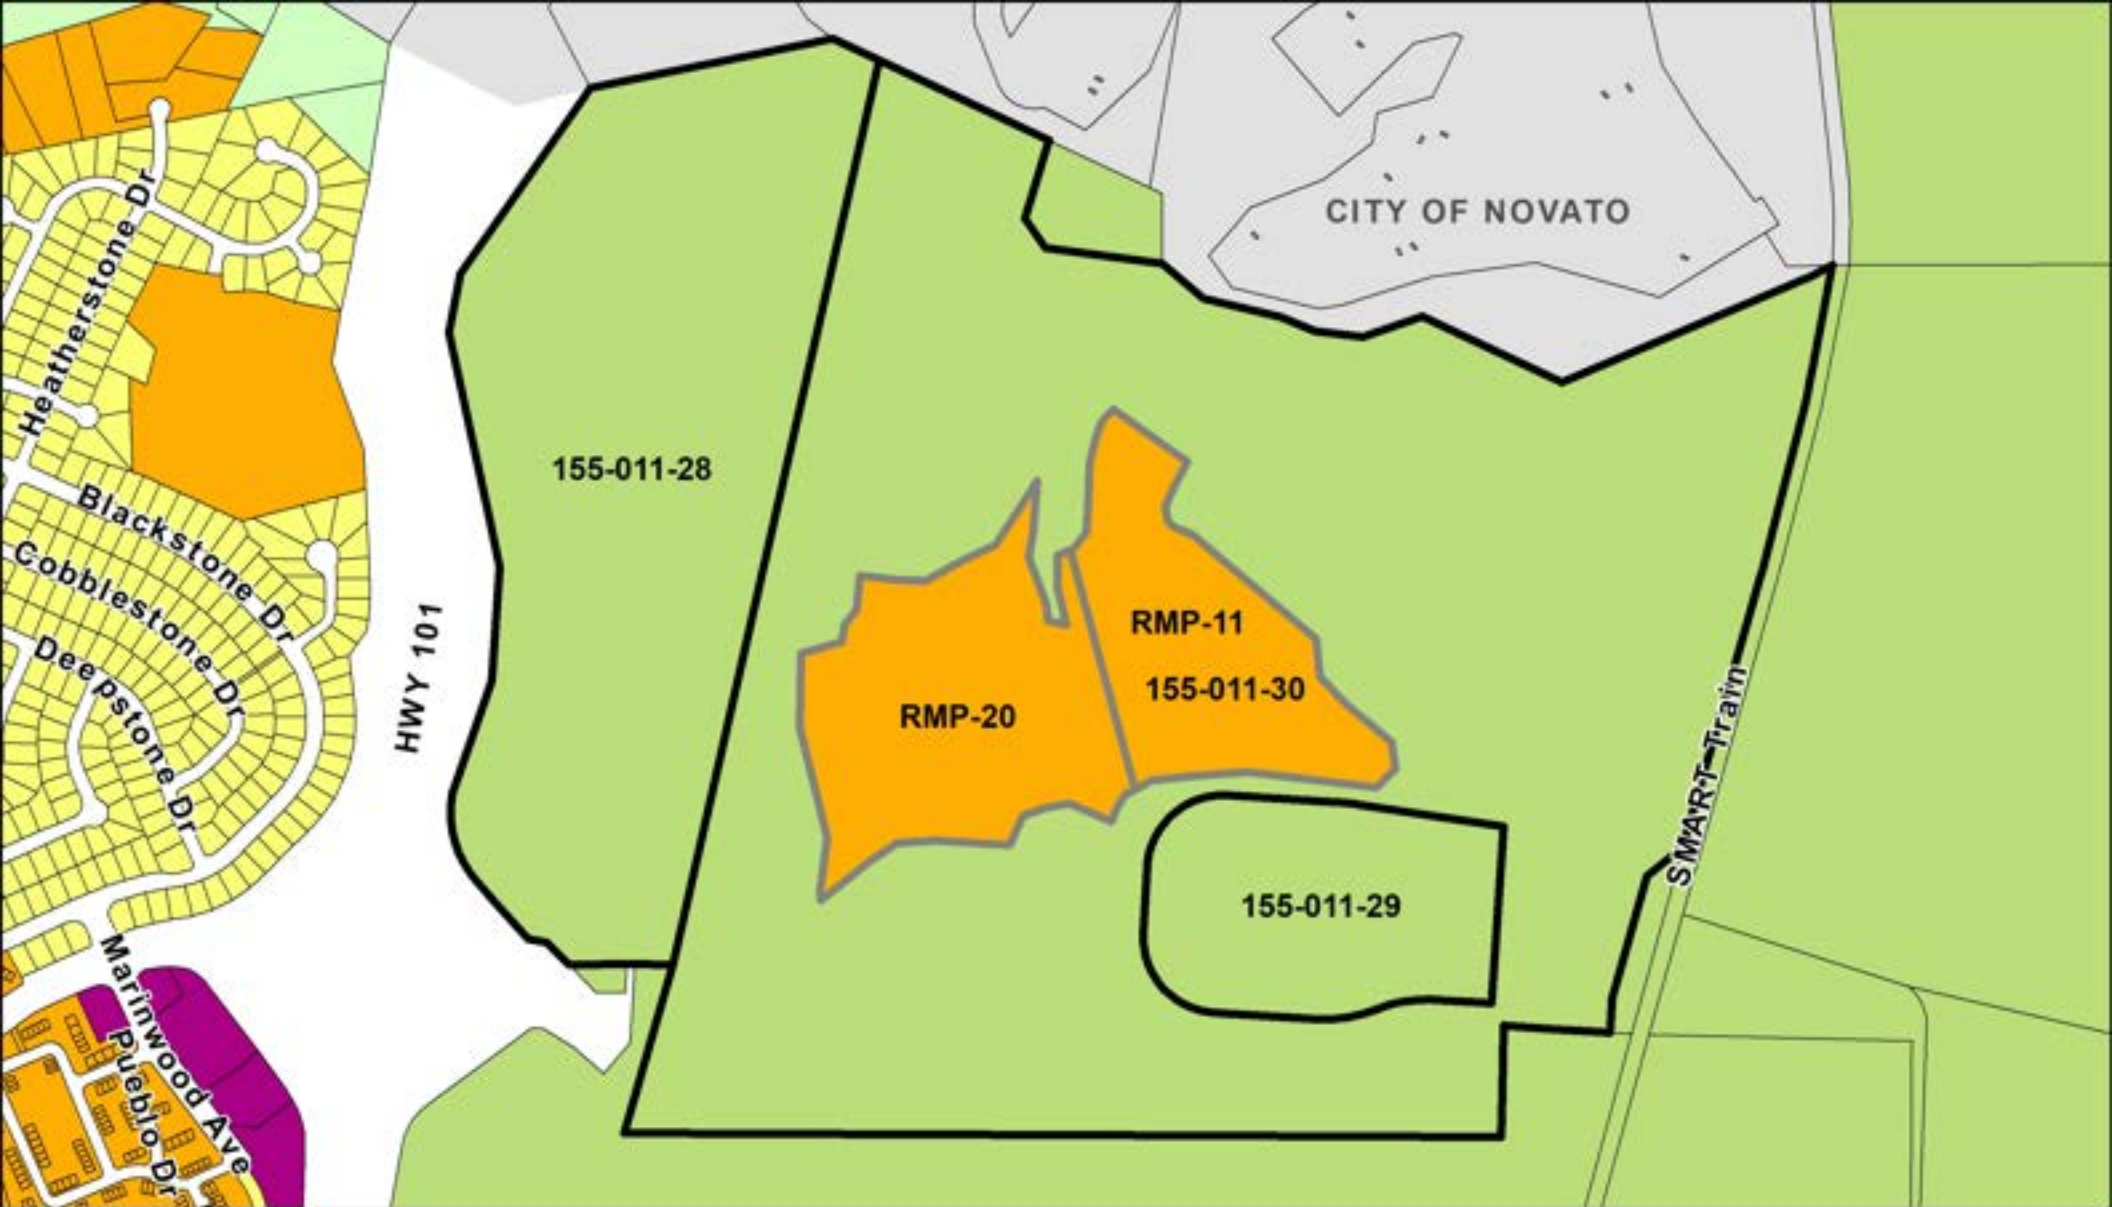 CITY OF NOVATO
Heatherstone Dr
155-011-28
Blackstone Dr
Cobblestone Dr
Deepstone Dr
HWY 101
RMP-11
155-011-30
RMP-20
SMART Train
155-011-29
Marinwood Ave
Pueblo Dr